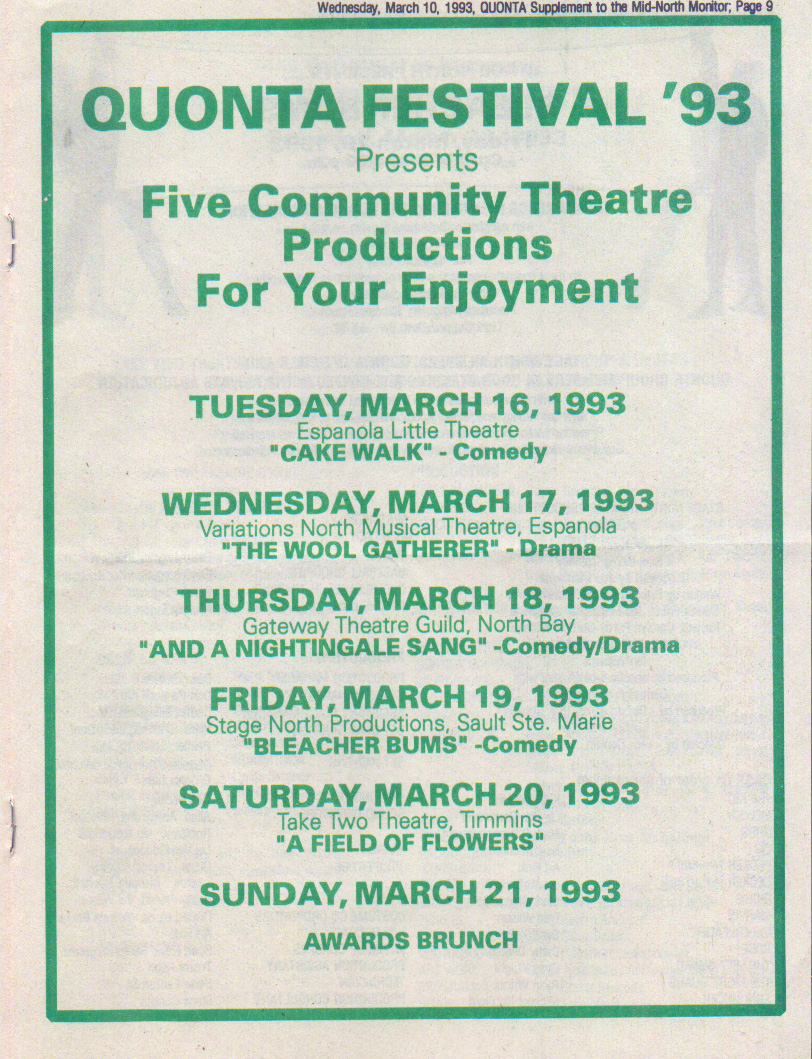 Wednesday, March 10, 1993, QUONTA Supplement to the Mid-North Monitor, Page 9
QUONTA FESTIVAL '93
Presents
Five Community Theatre
Productions
For Your Enjoyment
TUESDAY, MARCH 16, 1993
Espanola Little Theatre
"CAKE WALK" - Comedy
WEDNESDAY, MARCH 17, 1993
Variations North Musical Theatre, Espanola
"THE WOOL GATHERER" - Drama
THURSDAY, MARCH 18, 1993
Gateway Theatre Guild, North Bay
"AND A NIGHTINGALE SANG" -Comedy/Drama
FRIDAY, MARCH 19, 1993
Stage North Productions, Sault Ste. Marie
"BLEACHER BUMS" -Comedy
SATURDAY, MARCH 20, 1993
Take Two Theatre, Timmins
"A FIELD OF FLOWERS"
SUNDAY, MARCH 21, 1993
AWARDS BRUNCH